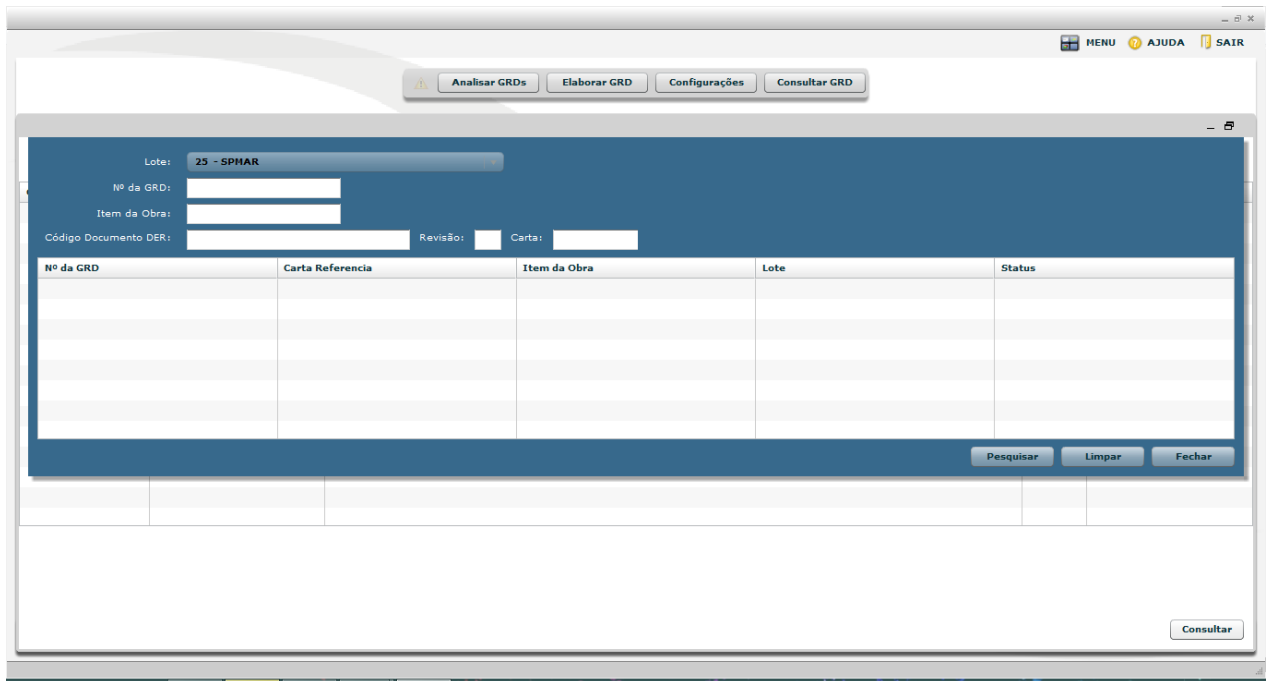 MENU AJUDA SAIR
Analisar GRDs Elaborar GRD Configurações Consultar GRD
Lote: 25 - SPMAR
Nº da GRD:
Item da Obra:
Código Documento DER: Revisão: Carta:
Nº da GRD Carta Referencia Item da Obra Lote Status
Pesquisar Limpar Fechar
Consultar